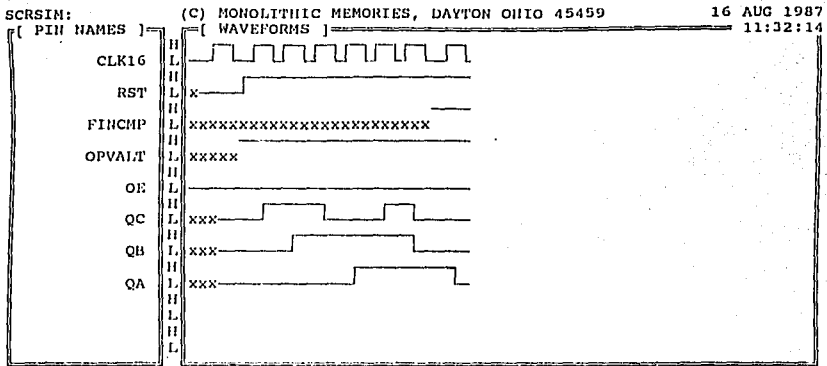 SCRSIM: (C) MONOLITHIC MEMORIES, DAYTON OHIO 45459 16 AUG 1987
[ PIN NAMES ] [ WAVEFORMS ] 11:32:14
H
CLK16 L
H
RST L x
H
FINCMP L xxxxxxxxxxxxxxxxxxxxxxxx
H
OPVALT L xxxxx
H
OE L
H
QC L xxx
H
QB L xxx
H
QA L xxx
H
L
H
L